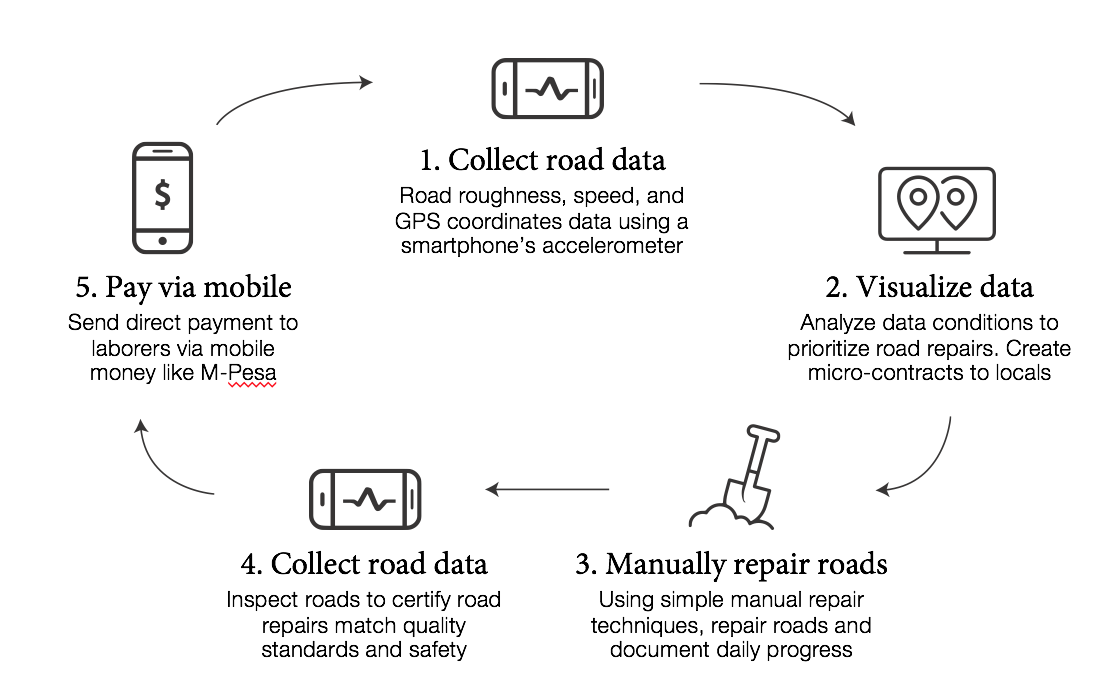 1. Collect road data
Road roughness, speed, and
GPS coordinates data using a
smartphone's accelerometer
2. Visualize data
Analyze data conditions to
prioritize road repairs. Create
micro-contracts to locals
3. Manually repair roads
Using simple manual repair
techniques, repair roads and
document daily progress
4. Collect road data
Inspect roads to certify road
repairs match quality
standards and safety
5. Pay via mobile
Send direct payment to
laborers via mobile
money like M-Pesa
$